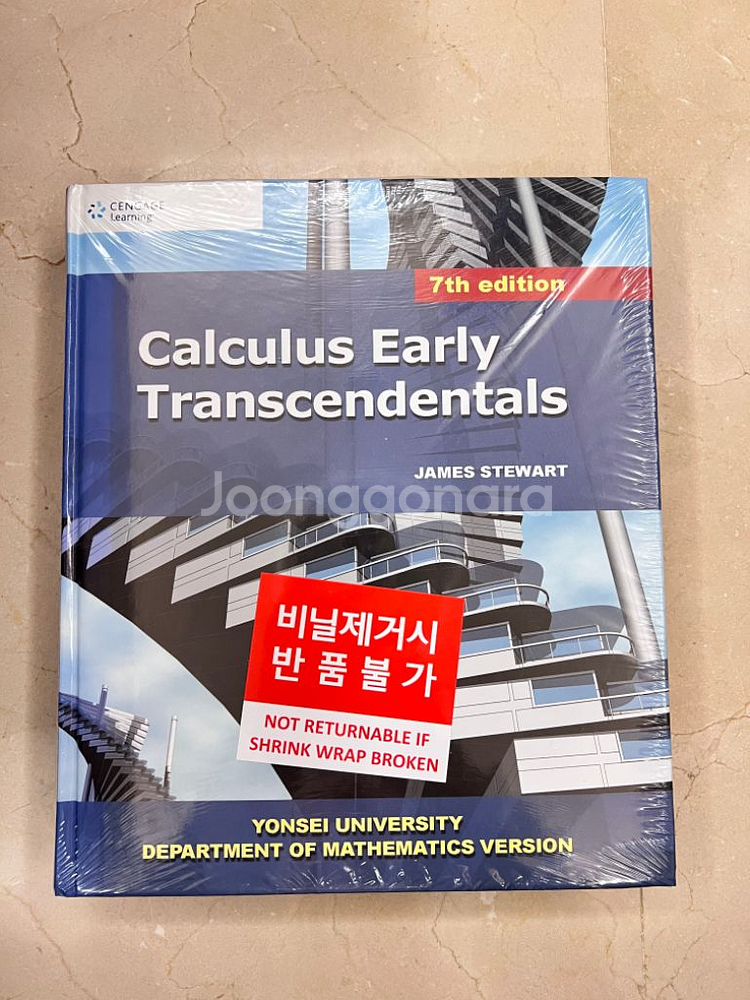 CENGAGE
Learning
7th edition
Calculus Early
Transcendentals
JAMES STEWART
Joonggonara
비닐제거시
반품불가
NOT RETURNABLE IF
SHRINK WRAP BROKEN
YONSEI UNIVERSITY
DEPARTMENT OF MATHEMATICS VERSION